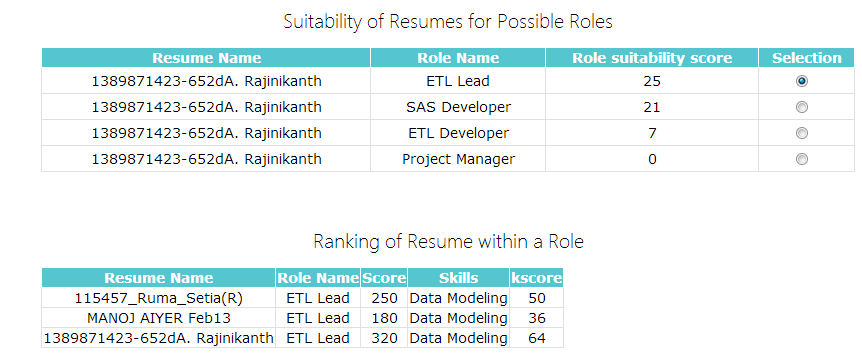 Suitability of Resumes for Possible Roles
Resume Name Role Name Role suitability score Selection
1389871423-652dA. Rajinikanth ETL Lead 25
1389871423-652dA. Rajinikanth SAS Developer 21
1389871423-652dA. Rajinikanth ETL Developer 7
1389871423-652dA. Rajinikanth Project Manager 0
Ranking of Resume within a Role
Resume Name Role Name Score Skills kscore
115457_Ruma_Setia(R) ETL Lead 250 Data Modeling 50
MANOJ AIYER Feb13 ETL Lead 180 Data Modeling 36
1389871423-652dA. Rajinikanth ETL Lead 320 Data Modeling 64